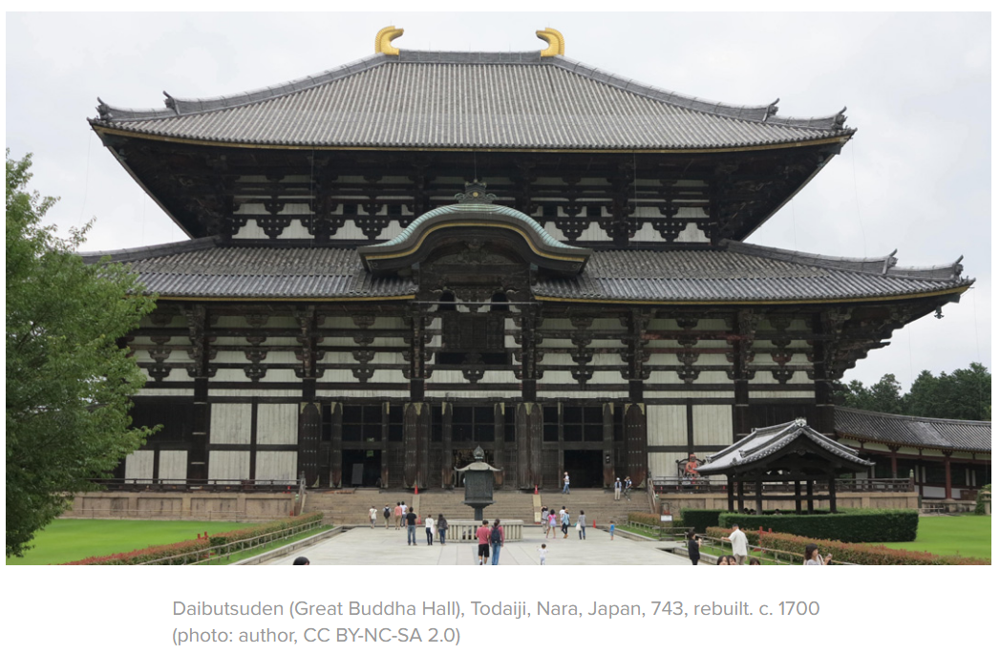 Daibutsuden (Great Buddha Hall), Todaiji, Nara, Japan, 743, rebuilt. c. 1700
(photo: author, CC BY-NC-SA 2.0)